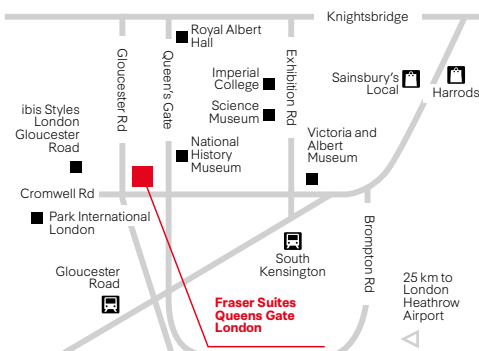 Knightsbridge
Royal Albert
Hall
Gloucester Rd
Queen's Gate
Exhibition Rd
Imperial
College
Sainsbury's
Local
Harrods
ibis Styles
London
Gloucester
Road
Science
Museum
National
History
Museum
Victoria and
Albert
Museum
Cromwell Rd
Park International
London
Brompton Rd
South
Kensington
Gloucester
Road
25 km to
London
Heathrow
Airport
Fraser Suites
Queens Gate
London